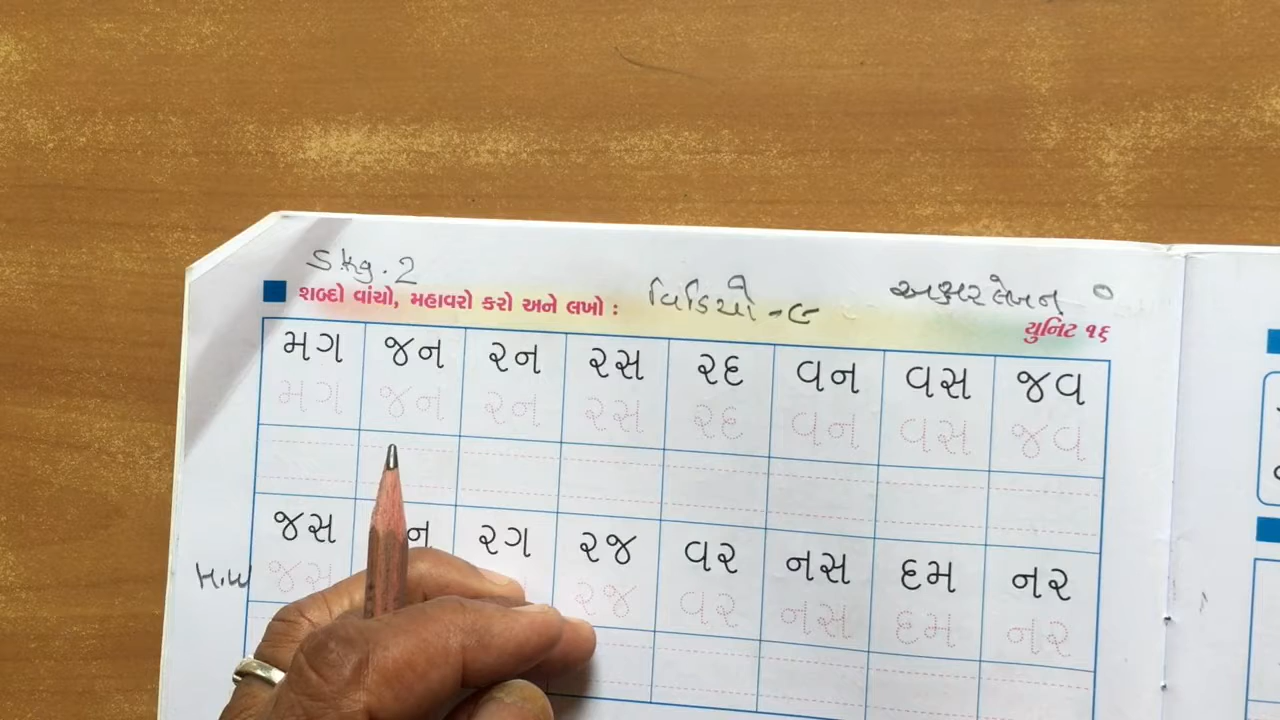 Skg. 2
શબ્દો વાંચો, મહાવરો કરો અને લખો : વિડિયો - ૯ અક્ષરલેખન
યુનિટ ૧૬
મગ જન રન રસ રદ વન વસ જવ
મગ જન રન રસ રદ વન વસ જવ
જસ ન રગ રજ વર નસ દમ નર
H.W જસ રજ વર નસ દમ નર